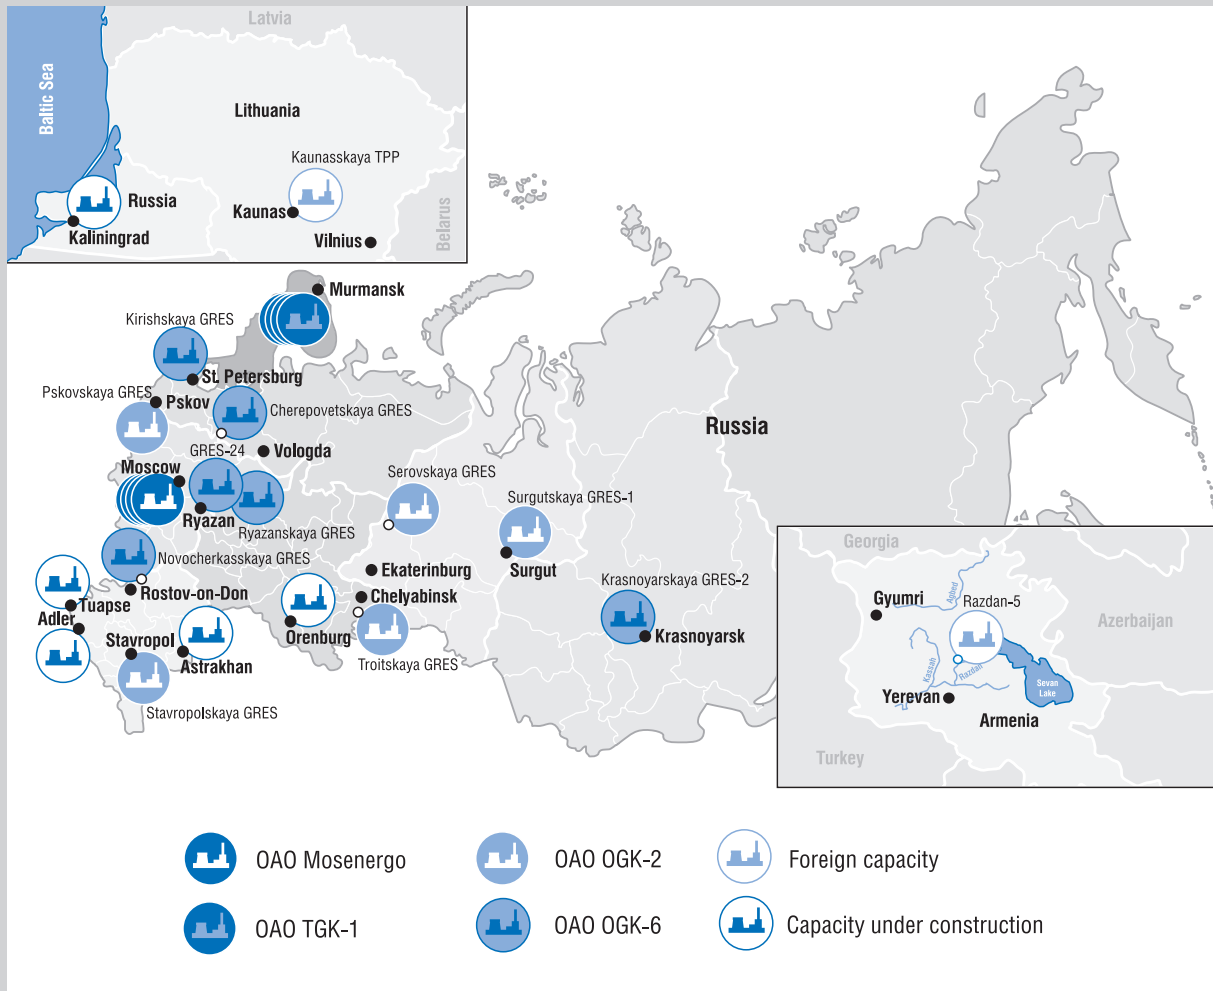 Latvia
Baltic Sea
Lithuania
Kaunasskaya TPP
Russia
Kaunas
Belarus
Kaliningrad
Vilnius
Murmansk
Kirishskaya GRES
St. Petersburg
Pskovskaya GRES
Pskov
Cherepovetskaya GRES
Russia
GRES-24
Vologda
Moscow
Serovskaya GRES
Surgutskaya GRES-1
Ryazan
Ryazanskaya GRES
Novocherkasskaya GRES
Surgut
Ekaterinburg
Krasnoyarskaya GRES-2
Rostov-on-Don
Chelyabinsk
Tuapse
Adler
Orenburg
Stavropol
Krasnoyarsk
Astrakhan
Troitskaya GRES
Stavropolskaya GRES
Georgia
Agbed
Gyumri
Razdan-5
Azerbaijan
Kassah
Razdan
Sevan
Lake
Yerevan
Armenia
Turkey
OAO Mosenergo
OAO OGK-2
Foreign capacity
OAO TGK-1
OAO OGK-6
Capacity under construction